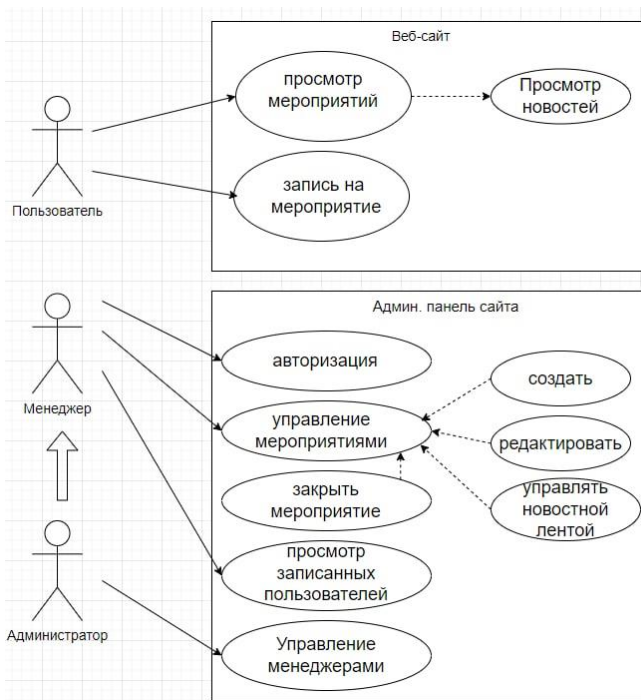 Веб-сайт
просмотр
мероприятий
Просмотр
новостей
запись на
мероприятие
Пользователь
Админ. панель сайта
авторизация
создать
Менеджер
управление
мероприятиями
редактировать
закрыть
мероприятие
управлять
новостной
лентой
просмотр
записанных
пользователей
Администратор
Управление
менеджерами